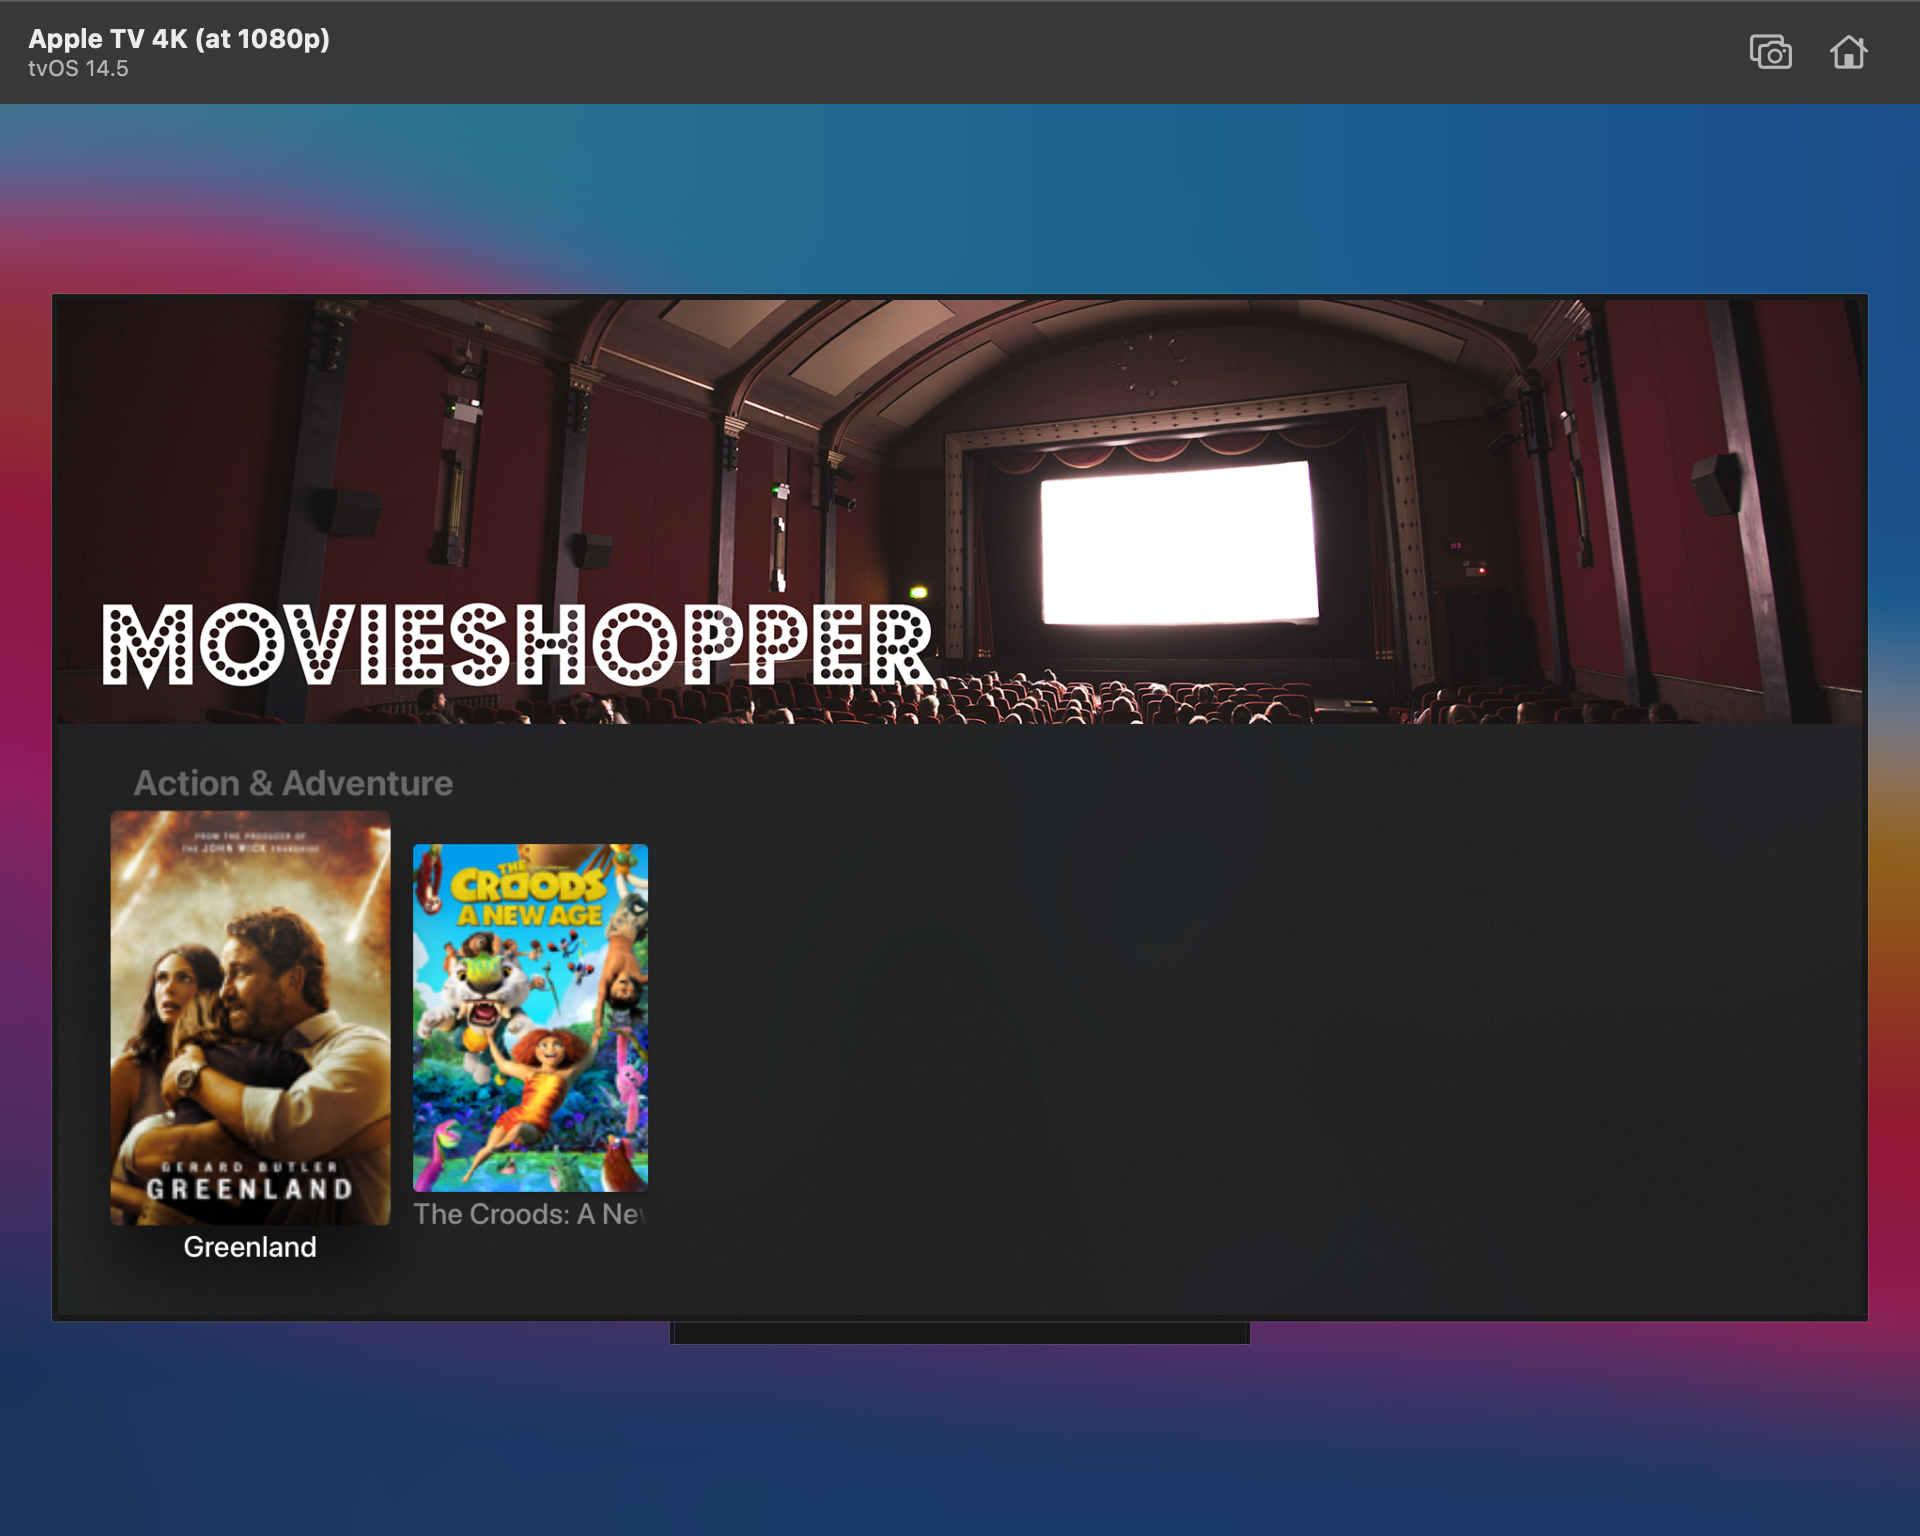 Apple TV 4K (at 1080p)
tvOS 14.5
MOVIESHOPPER
Action & Adventure
FROM THE PRODUCER OF
THE JOHN WICK FRANCHISE
GERARD BUTLER
GREENLAND
Greenland
THE
CROODS
A NEW AGE
The Croods: A Nev